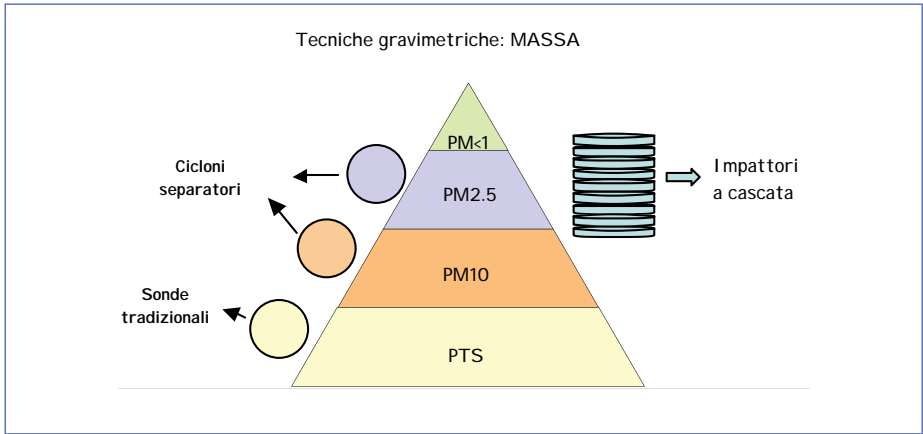 Tecniche gravimetriche: MASSA
PM<1
Cicloni
separatori
PM2.5
Impattori
a cascata
PM10
Sonde
tradizionali
PTS